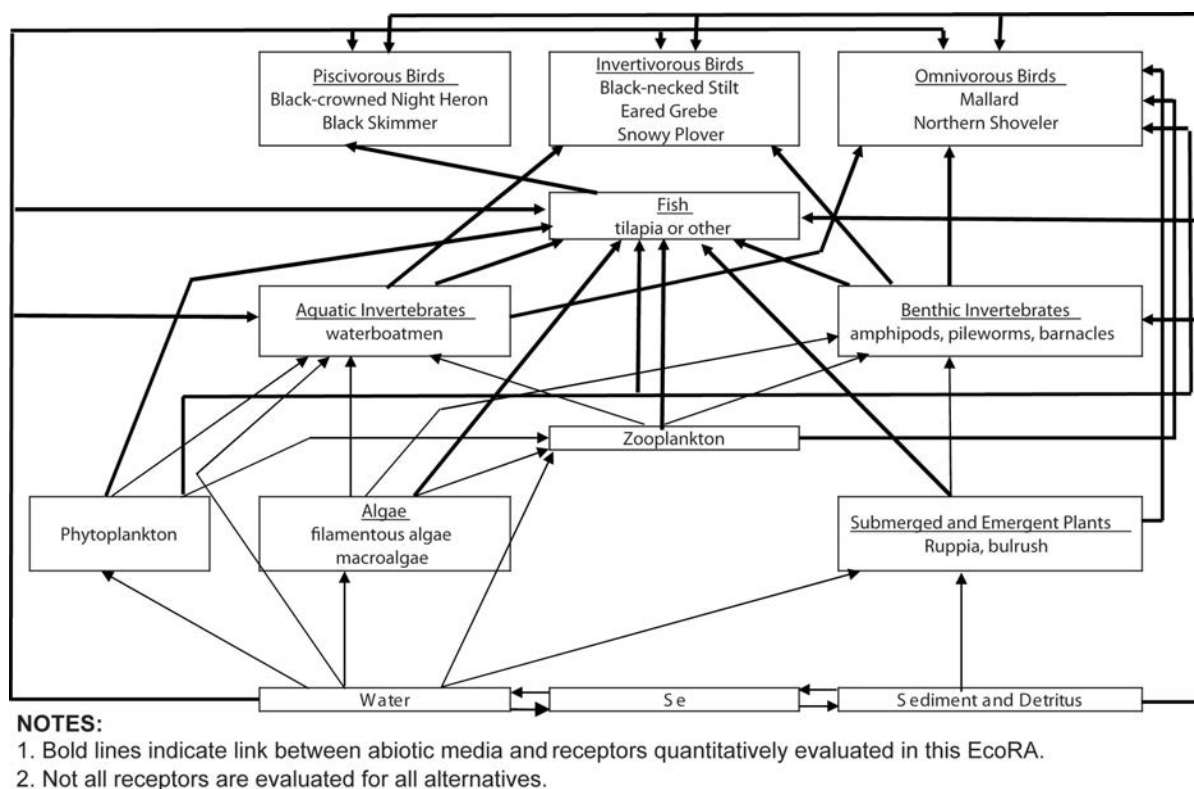 Piscivorous Birds
Black-crowned Night Heron
Black Skimmer
Invertivorous Birds
Black-necked Stilt
Eared Grebe
Snowy Plover
Omnivorous Birds
Mallard
Northern Shoveler
Fish
tilapia or other
Aquatic Invertebrates
waterboatmen
Benthic Invertebrates
amphipods, pileworms, barnacles
Zooplankton
Phytoplankton
Algae
filamentous algae
macroalgae
Submerged and Emergent Plants
Ruppia, bulrush
Water
Se
Sediment and Detritus
NOTES:
1. Bold lines indicate link between abiotic media and receptors quantitatively evaluated in this EcoRA.
2. Not all receptors are evaluated for all alternatives.